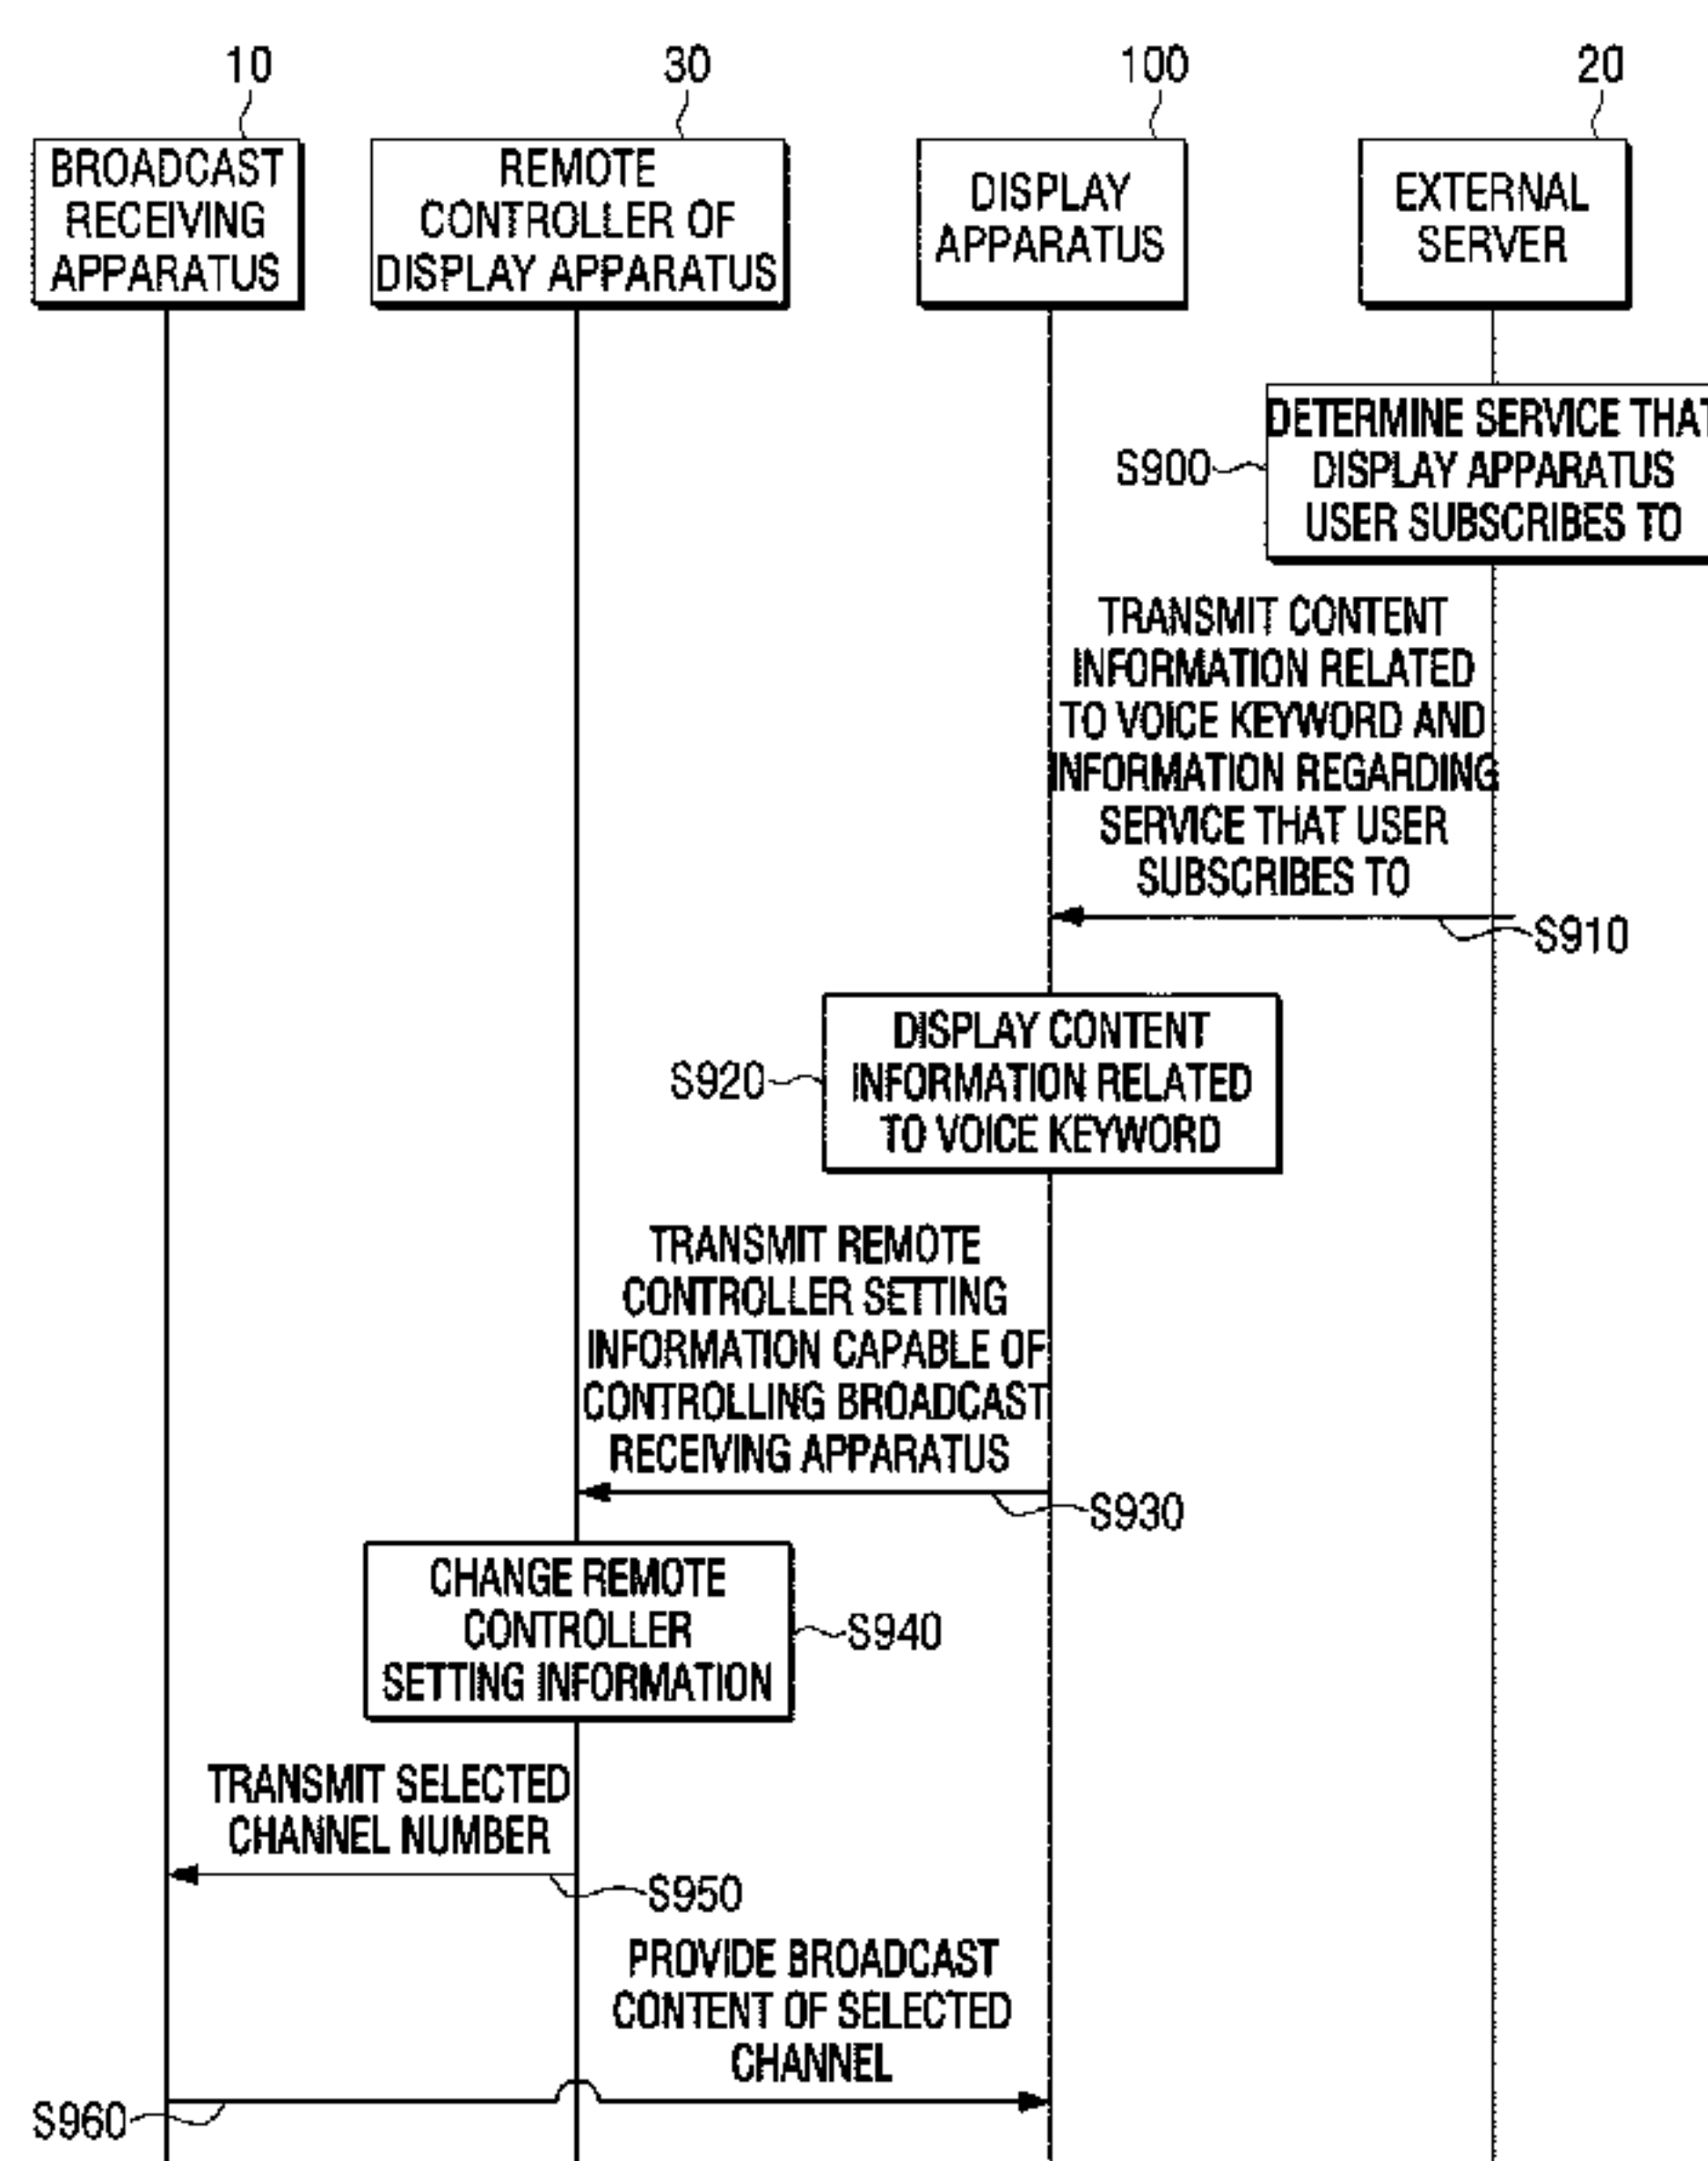 10
30
100
20
BROADCAST
RECEIVING
APPARATUS
REMOTE
CONTROLLER OF
DISPLAY APPARATUS
DISPLAY
APPARATUS
EXTERNAL
SERVER
S900
DETERMINE SERVICE THAT
DISPLAY APPARATUS
USER SUBSCRIBES TO
TRANSMIT CONTENT
INFORMATION RELATED
TO VOICE KEYWORD AND
INFORMATION REGARDING
SERVICE THAT USER
SUBSCRIBES TO
S910
S920
DISPLAY CONTENT
INFORMATION RELATED
TO VOICE KEYWORD
TRANSMIT REMOTE
CONTROLLER SETTING
INFORMATION CAPABLE OF
CONTROLLING BROADCAST
RECEIVING APPARATUS
S930
CHANGE REMOTE
CONTROLLER
SETTING INFORMATION
S940
TRANSMIT SELECTED
CHANNEL NUMBER
S950
PROVIDE BROADCAST
CONTENT OF SELECTED
CHANNEL
S960